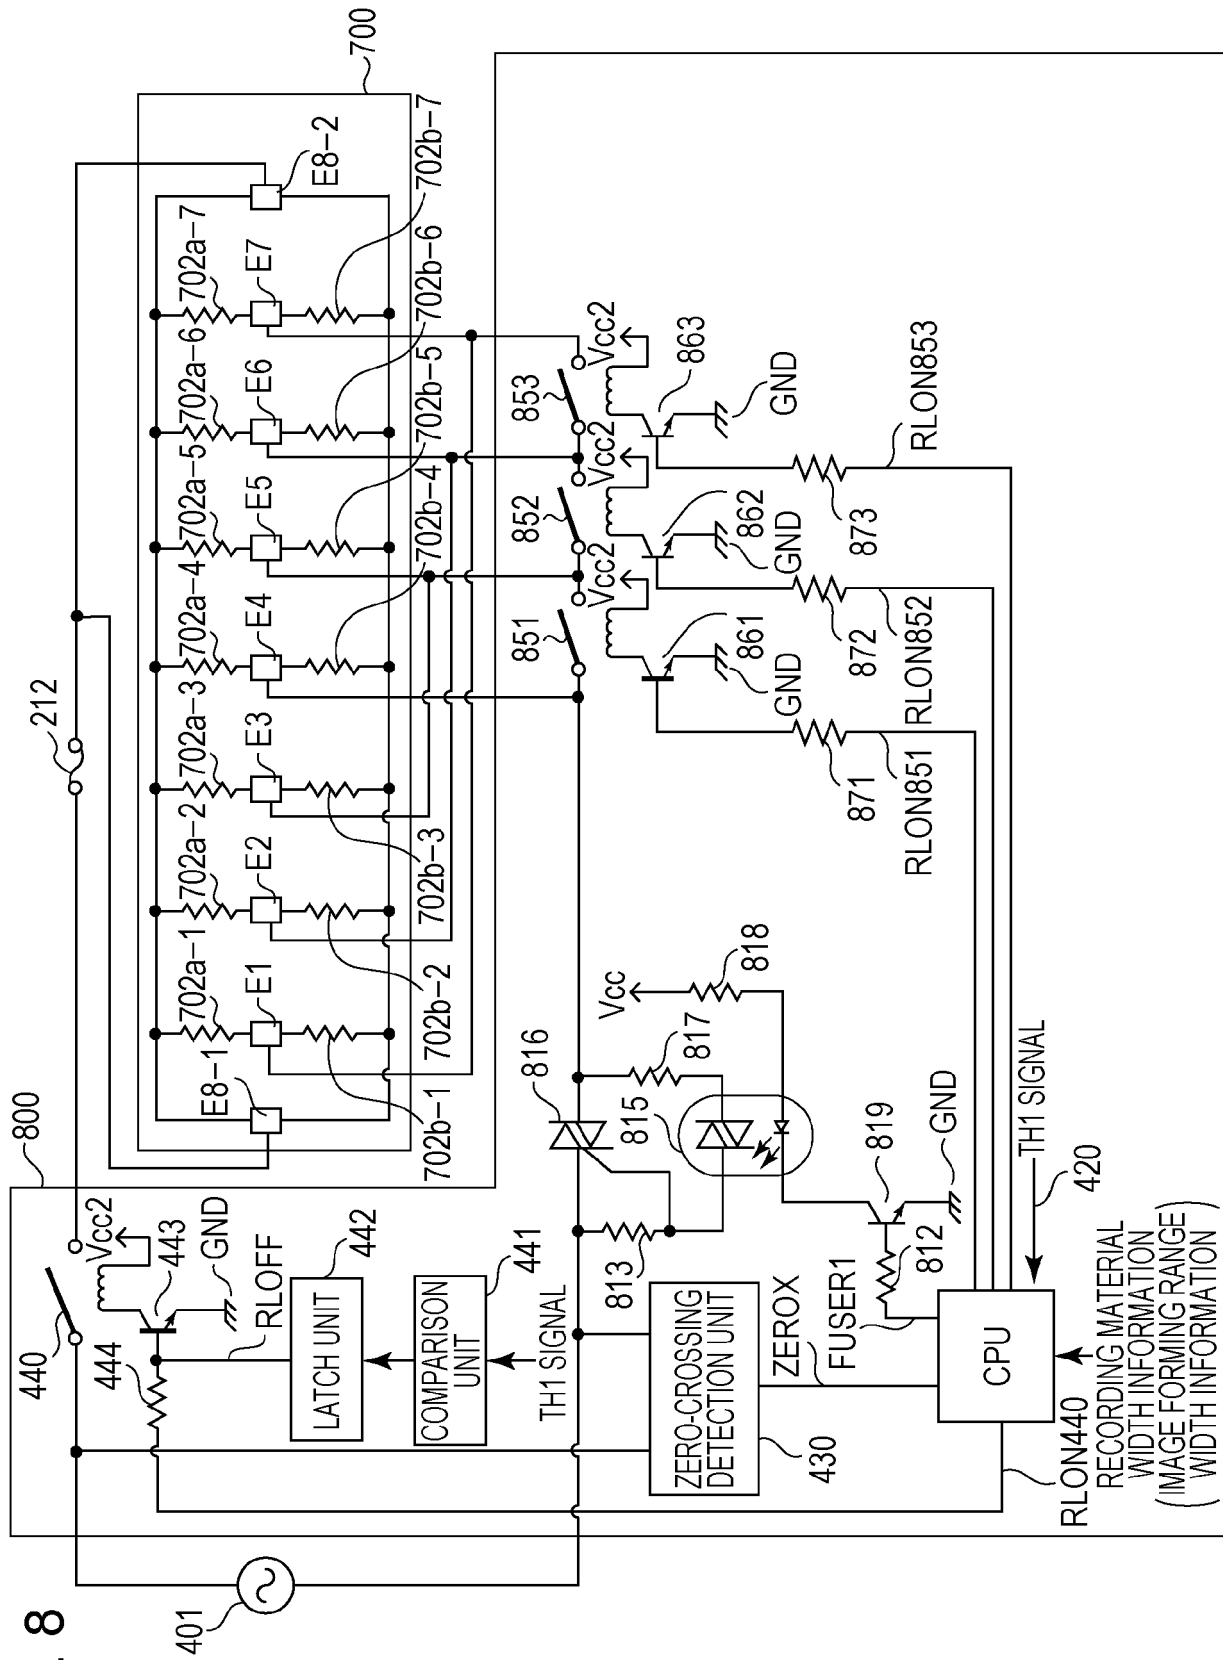 8
401
800
440
444
Vcc2
443
GND
RLOFF
LATCH UNIT
442
COMPARISON
UNIT
441
TH1 SIGNAL
212
700
E8-1
702a-1
702a-2
702a-3
702a-4
702a-5
702a-6
702a-7
E1
E2
E3
E4
E5
E6
E7
E8-2
702b-1
702b-2
702b-3
702b-4
702b-5
702b-6
702b-7
816
813
815
817
Vcc
818
819
GND
812
ZERO-CROSSING
DETECTION UNIT
430
ZEROX
FUSER1
CPU
RLON440
RECORDING MATERIAL
WIDTH INFORMATION
(IMAGE FORMING RANGE
WIDTH INFORMATION)
TH1 SIGNAL
420
851
852
853
Vcc2
Vcc2
Vcc2
861
862
863
GND
GND
GND
871
872
873
RLON851
RLON852
RLON853